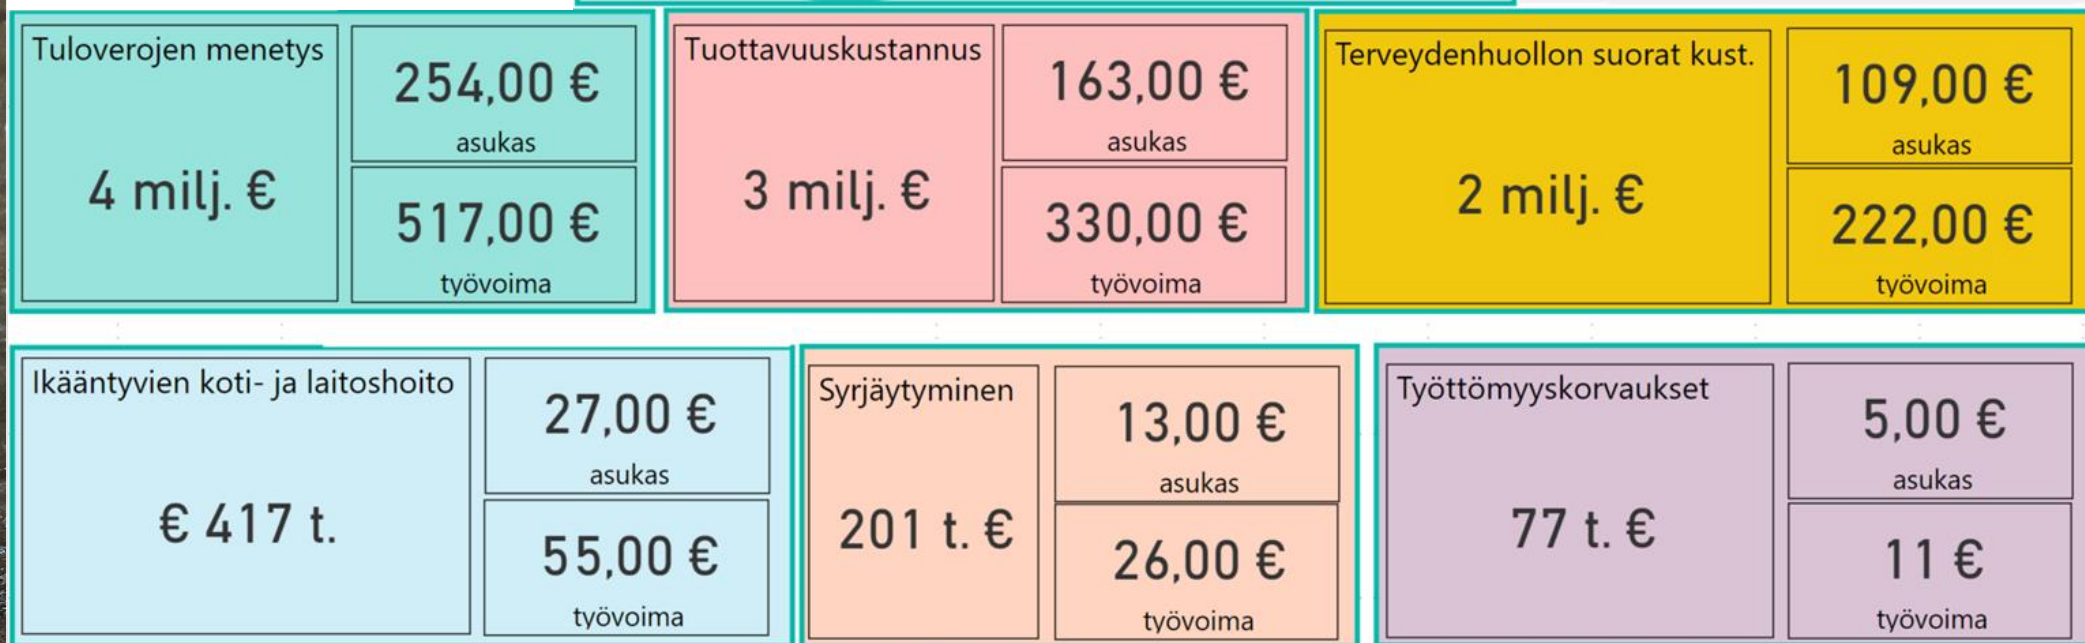 Tuloverojen menetys
4 milj. €
254,00 €
asukas
517,00 €
työvoima
Tuottavuuskustannus
3 milj. €
163,00 €
asukas
330,00 €
työvoima
Terveydenhuollon suorat kust.
2 milj. €
109,00 €
asukas
222,00 €
työvoima
Ikääntyvien koti- ja laitoshoito
€ 417 t.
27,00 €
asukas
55,00 €
työvoima
Syrjäytyminen
201 t. €
13,00 €
asukas
26,00 €
työvoima
Työttömyyskorvaukset
77 t. €
5,00 €
asukas
11 €
työvoima